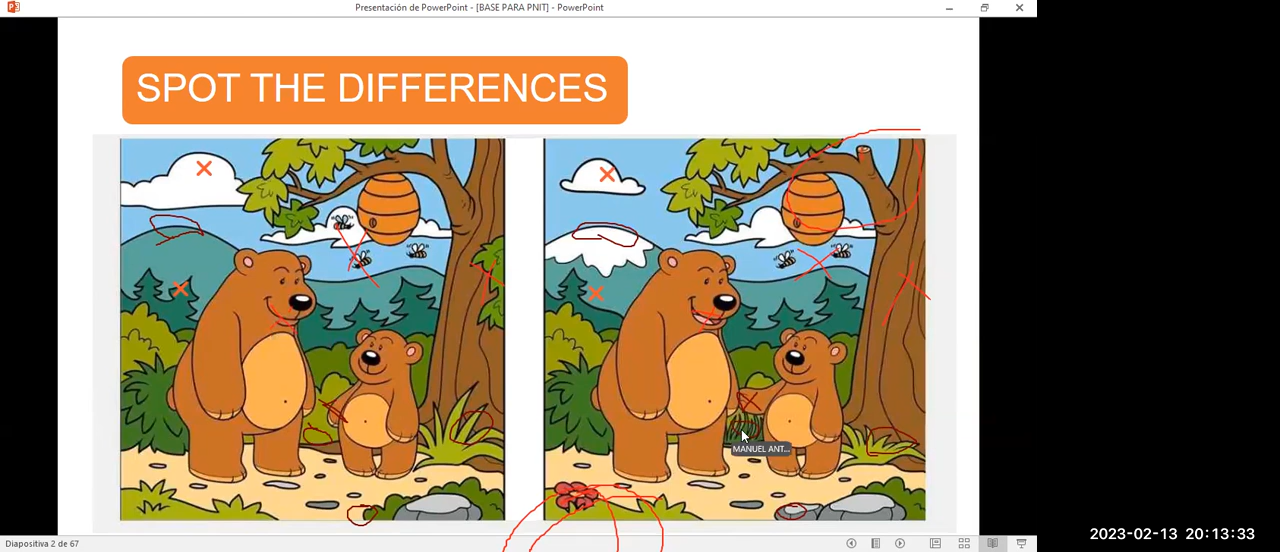 Presentación de PowerPoint - [BASE PARA PNIT] - PowerPoint
SPOT THE DIFFERENCES
MANUEL ANT...
Diapositiva 2 de 67
2023-02-13 20:13:33